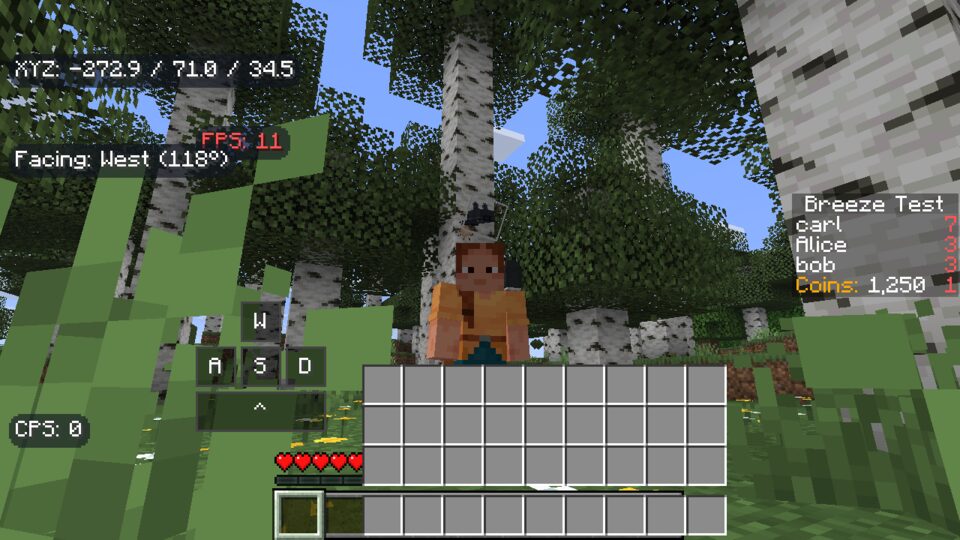 XYZ: -272.9 / 71.0 / 34.5
FPS: 11
Facing: West (118º)
Breeze Test
carl 7
Alice 3
bob 3
Coins: 1,250 1
W
A S D
^
CPS: 0